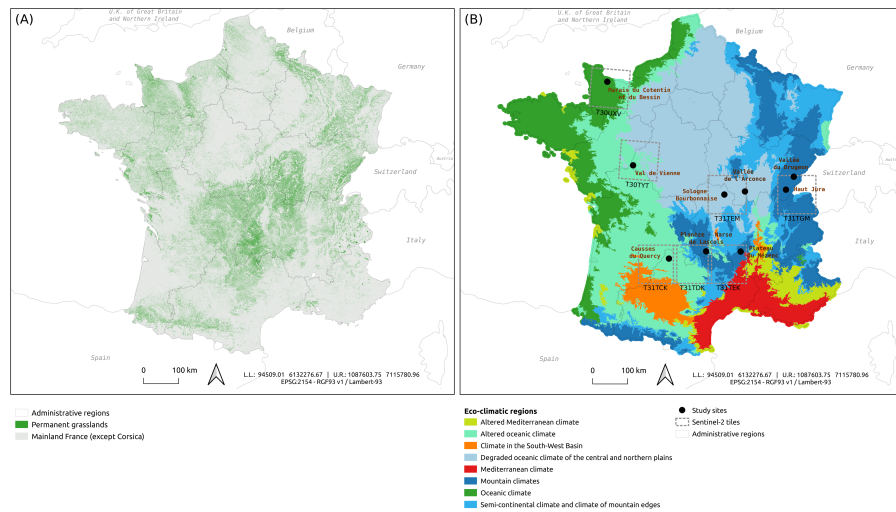 (A)
U.K. of Great Britain
and Northern Ireland
Belgium
Germany
Switzerland
Austria
Italy
Spain
0 100 km
L.L.: 94509.01 6132276.67 | U.R.: 1087603.75 7115780.96
EPSG:2154 - RGF93 v1 / Lambert-93
Administrative regions
Permanent grasslands
Mainland France (except Corsica)
(B)
U.K. of Great Britain
and Northern Ireland
Belgium
Germany
Marais du Cotentin
et du Bessin
T30UXV
Val de Vienne
T30TYT
Vallée
de l'Arconce
Sologne
Bourbonnaise
T31TEM
Vallée
du Drugeon
Haut Jura
T31TGM
Switzerland
Austria
Planèze - Narse
de Lascols
Causses
du Quercy
Plateau
du Mézenc
T31TCK
T31TDK
T31TEK
Italy
Spain
0 100 km
L.L.: 94509.01 6132276.67 | U.R.: 1087603.75 7115780.96
EPSG:2154 - RGF93 v1 / Lambert-93
Eco-climatic regions
Altered Mediterranean climate
Altered oceanic climate
Climate in the South-West Basin
Degraded oceanic climate of the central and northern plains
Mediterranean climate
Mountain climates
Oceanic climate
Semi-continental climate and climate of mountain edges
Study sites
Sentinel-2 tiles
Administrative regions